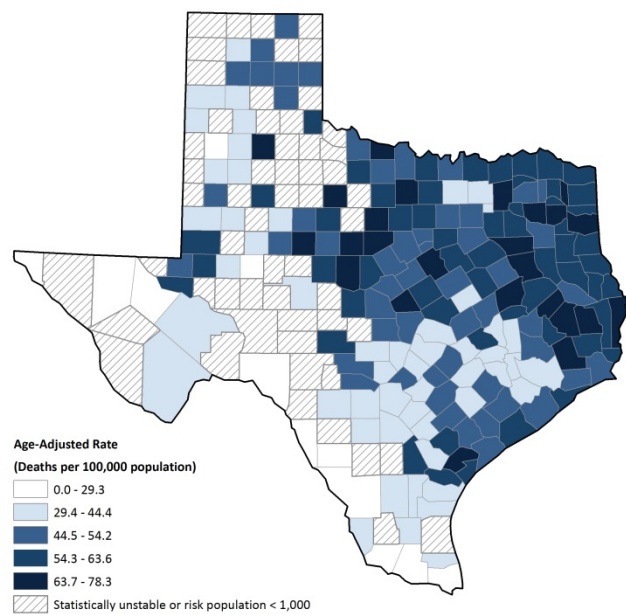 Age-Adjusted Rate
(Deaths per 100,000 population)
0.0 - 29.3
29.4 - 44.4
44.5 - 54.2
54.3 - 63.6
63.7 - 78.3
Statistically unstable or risk population < 1,000